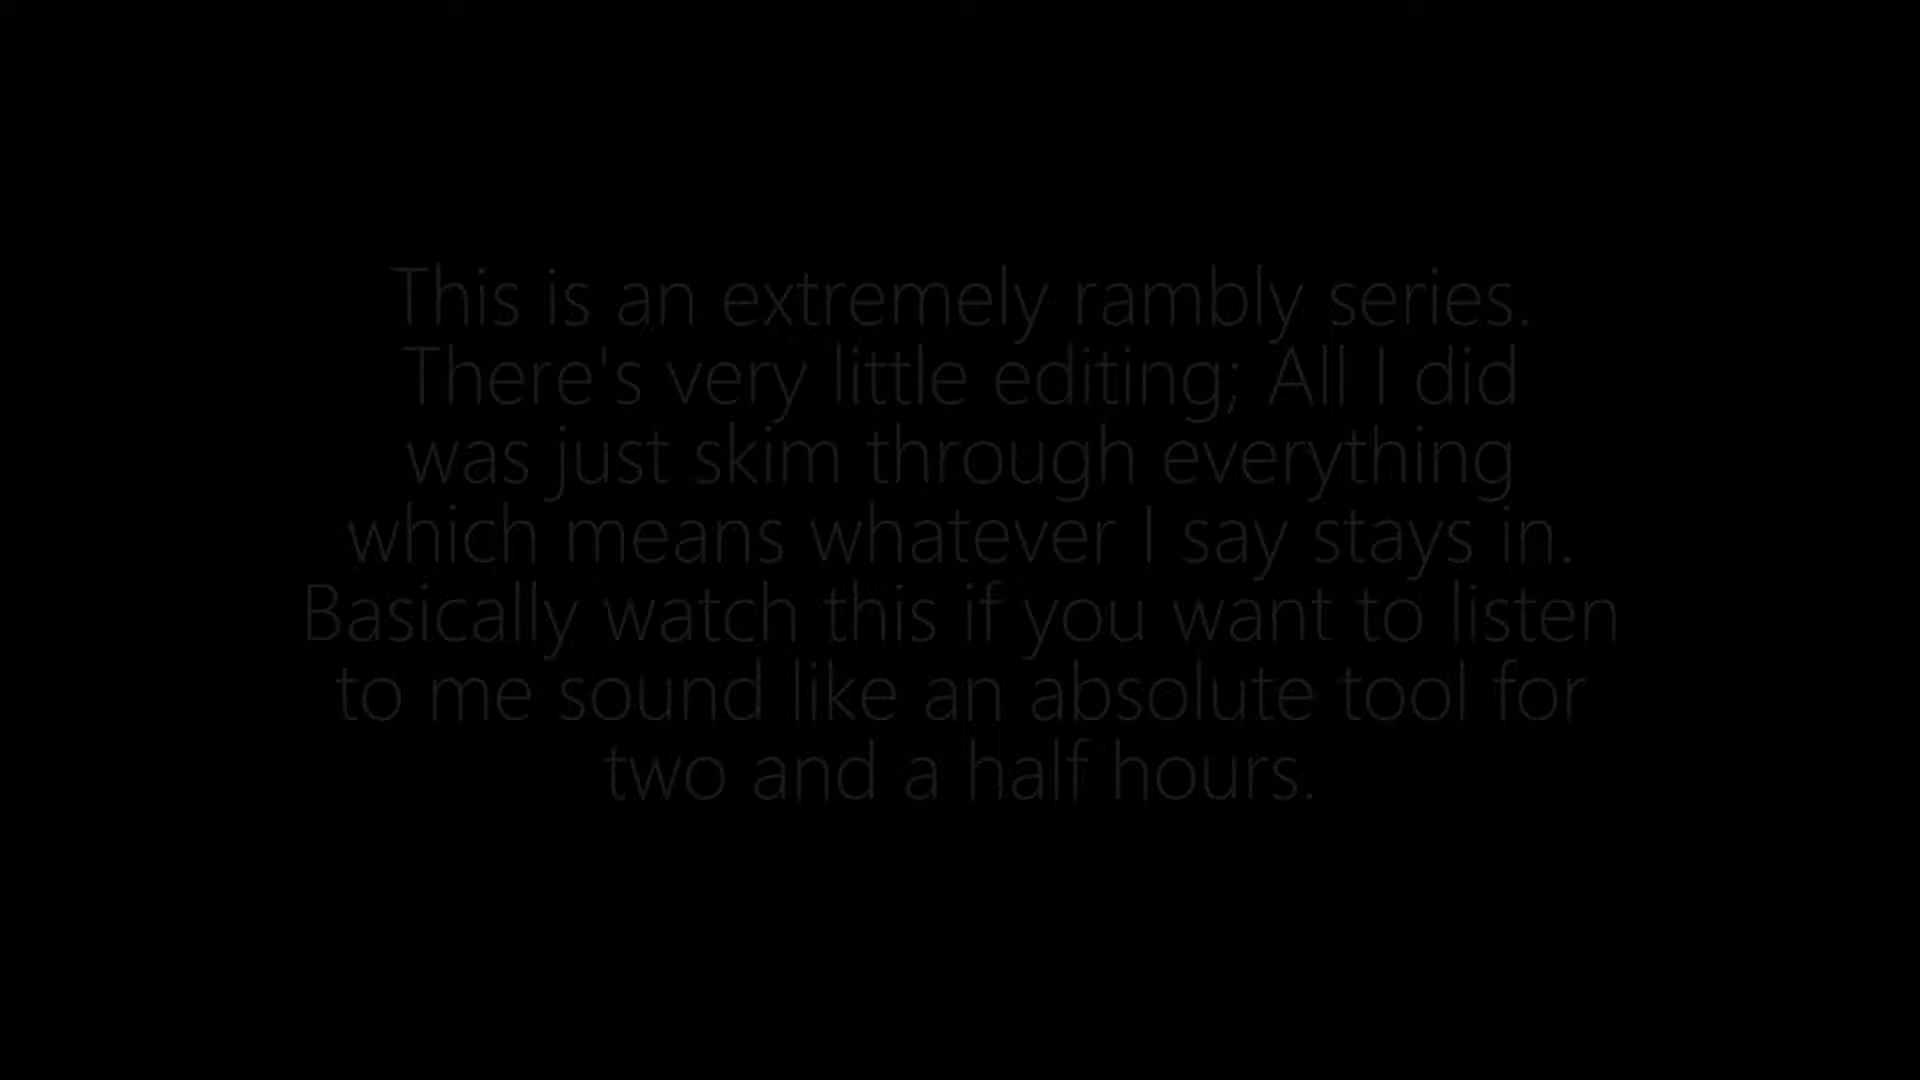 This is an extremely rambly series.
There's very little editing; All I did
was just skim through everything
which means whatever I say stays in.
Basically watch this if you want to listen
to me sound like an absolute tool for
two and a half hours.